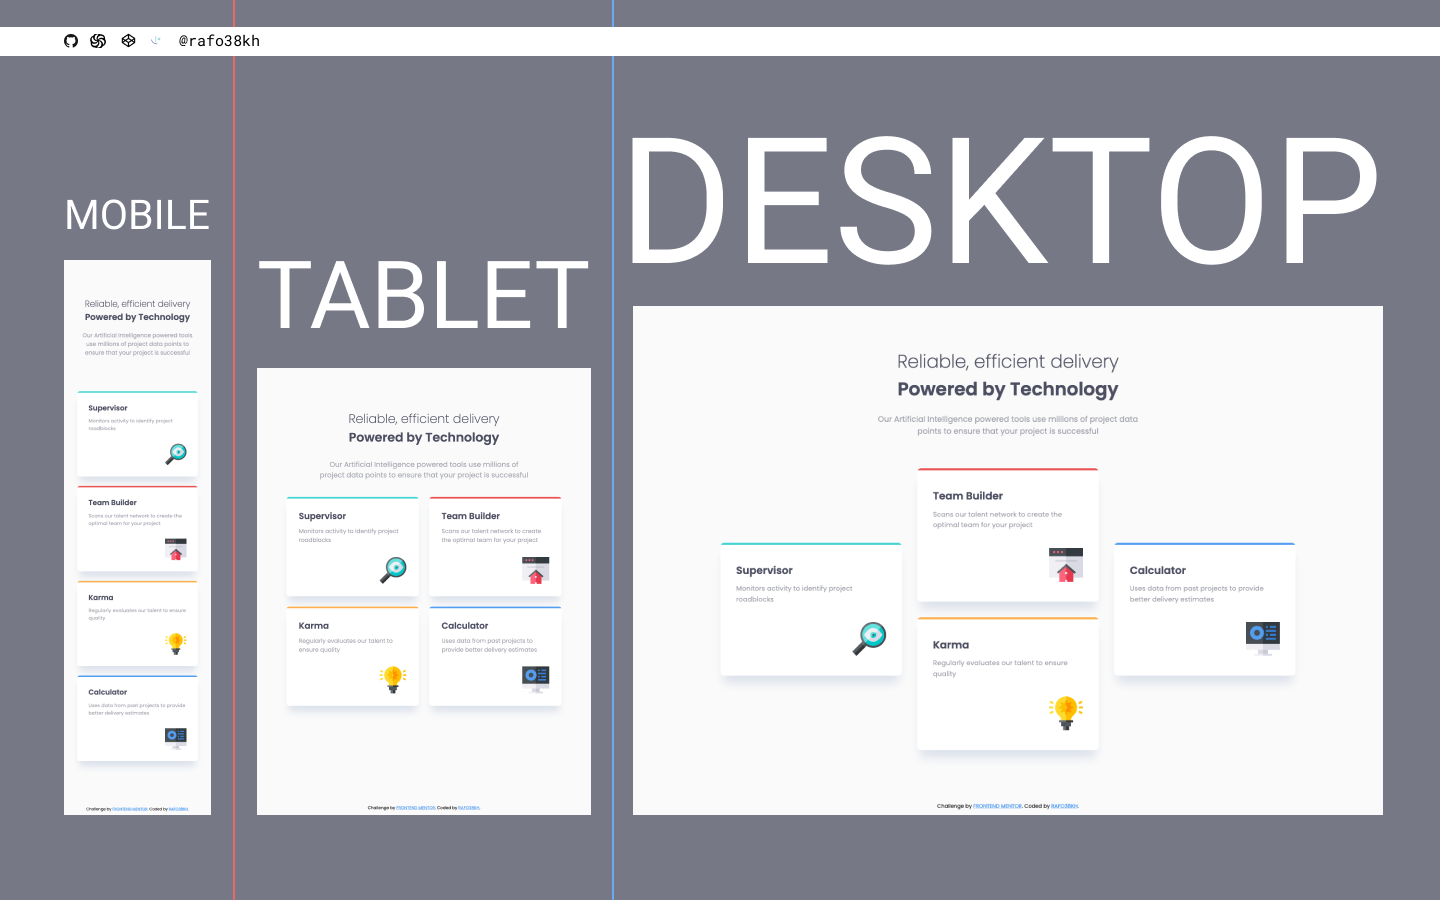 @rafo38kh
MOBILE
Reliable, efficient delivery
Powered by Technology
Our Artificial Intelligence powered tools
use millions of project data points to
ensure that your project is successful
Supervisor
Monitors activity to identify project
roadblocks
Team Builder
Scans our talent network to create the
optimal team for your project
Karma
Regularly evaluates our talent to ensure
quality
Calculator
Uses data from past projects to provide
better delivery estimates
Challenge by FRONTEND MENTOR. Coded by RAFO38KH.
TABLET
Reliable, efficient delivery
Powered by Technology
Our Artificial Intelligence powered tools use millions of
project data points to ensure that your project is successful
Supervisor
Monitors activity to identify project
roadblocks
Team Builder
Scans our talent network to create
the optimal team for your project
Karma
Regularly evaluates our talent to
ensure quality
Calculator
Uses data from past projects to
provide better delivery estimates
Challenge by FRONTEND MENTOR. Coded by RAFO38KH.
DESKTOP
Reliable, efficient delivery
Powered by Technology
Our Artificial Intelligence powered tools use millions of project data
points to ensure that your project is successful
Supervisor
Monitors activity to identify project
roadblocks
Team Builder
Scans our talent network to create the
optimal team for your project
Karma
Regularly evaluates our talent to ensure
quality
Calculator
Uses data from past projects to provide
better delivery estimates
Challenge by FRONTEND MENTOR. Coded by RAFO38KH.